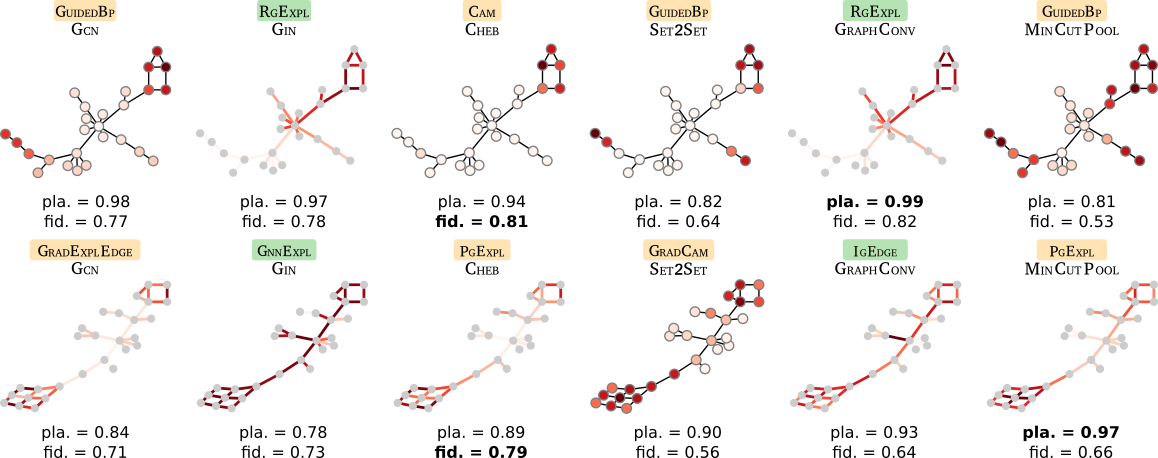 GUIDEDBP
GCN
pla. = 0.98
fid. = 0.77
RGEXPL
GIN
pla. = 0.97
fid. = 0.78
CAM
CHEB
pla. = 0.94
fid. = 0.81
GUIDEDBP
SET2SET
pla. = 0.82
fid. = 0.64
RGEXPL
GRAPHCONV
pla. = 0.99
fid. = 0.82
GUIDEDBP
MINCUTPOOL
pla. = 0.81
fid. = 0.53
GRADEXPLEDGE
GCN
pla. = 0.84
fid. = 0.71
GNNEXPL
GIN
pla. = 0.78
fid. = 0.73
PGEXPL
CHEB
pla. = 0.89
fid. = 0.79
GRADCAM
SET2SET
pla. = 0.90
fid. = 0.56
IGEDGE
GRAPHCONV
pla. = 0.93
fid. = 0.64
PGEXPL
MINCUTPOOL
pla. = 0.97
fid. = 0.66